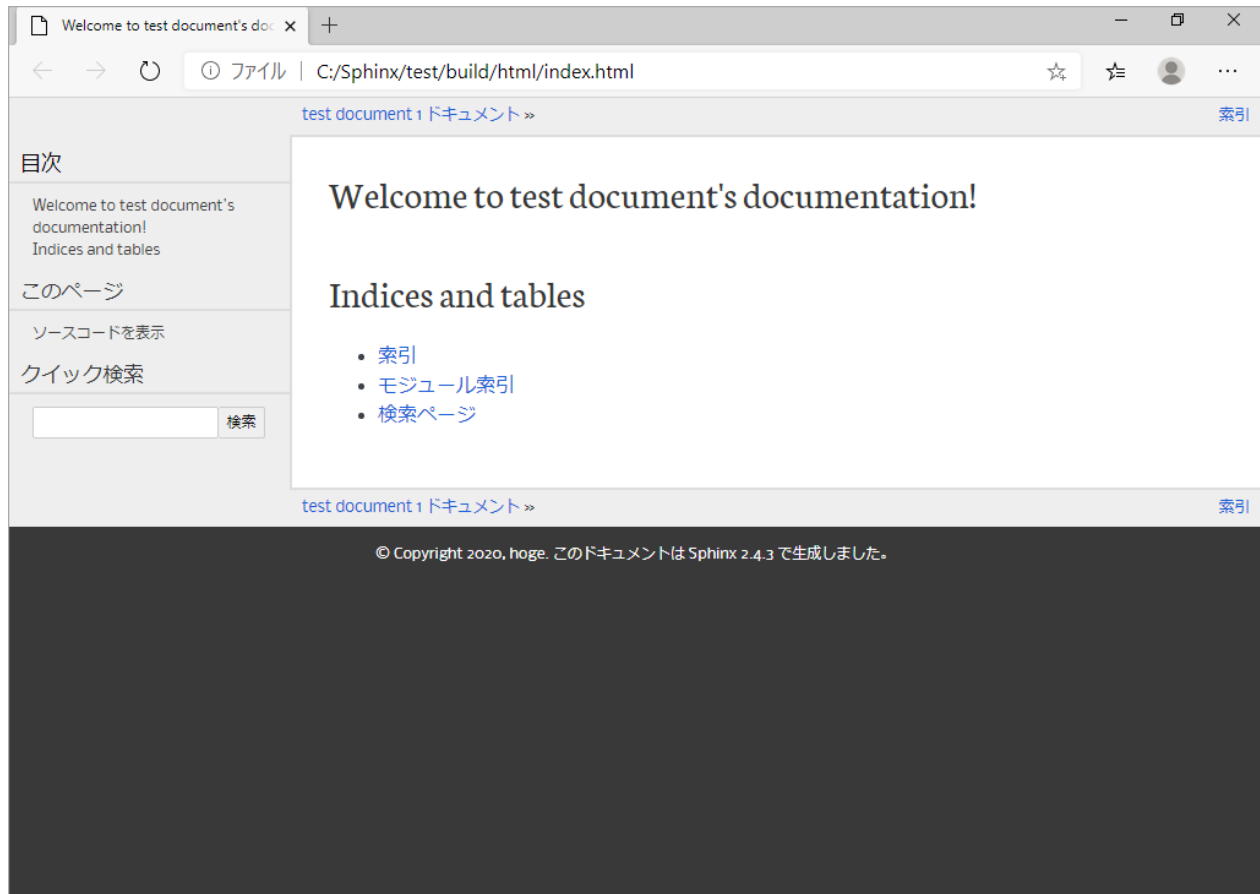 Welcome to test document's doc
ファイル C:/Sphinx/test/build/html/index.html
test document 1 ドキュメント » 索引
目次
Welcome to test document's
documentation!
Indices and tables
このページ
ソースコードを表示
クイック検索
検索
Welcome to test document's documentation!
Indices and tables
索引
モジュール索引
検索ページ
test document 1 ドキュメント » 索引
© Copyright 2020, hoge. このドキュメントは Sphinx 2.4.3 で生成しました。